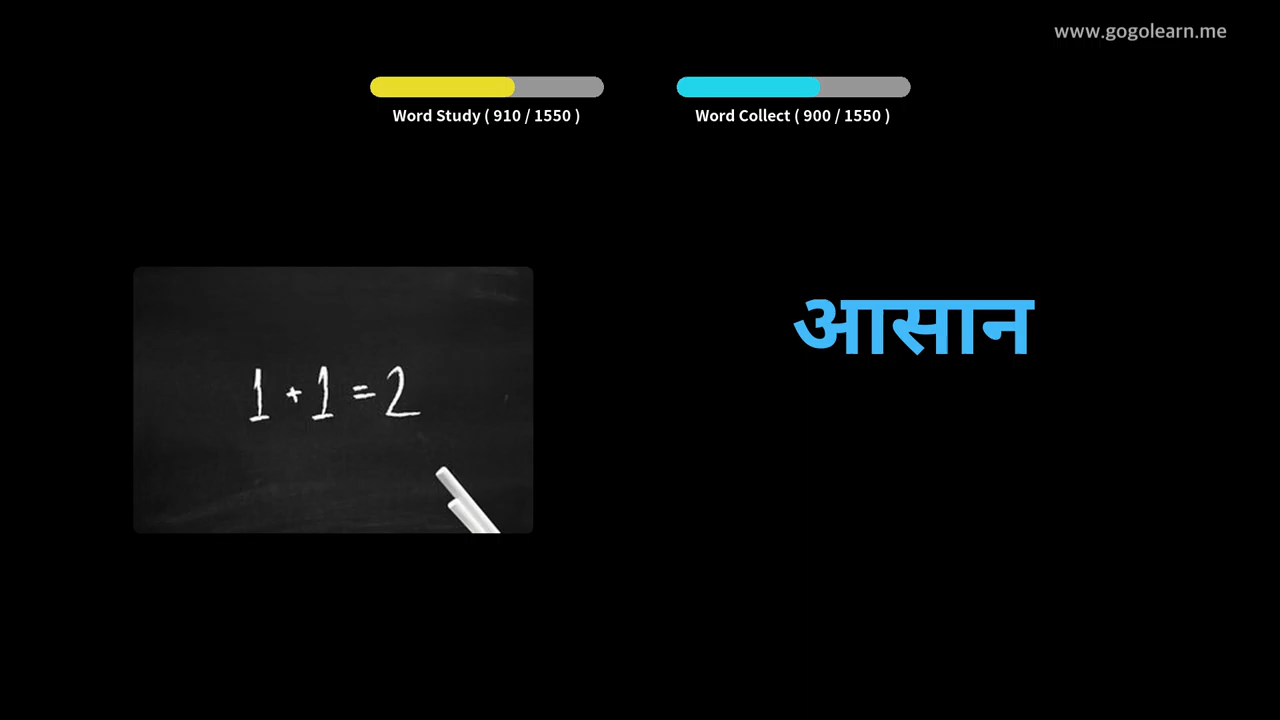 www.gogolearn.me
Word Study ( 910 / 1550 )
Word Collect ( 900 / 1550 )
1 + 1 = 2
आसान